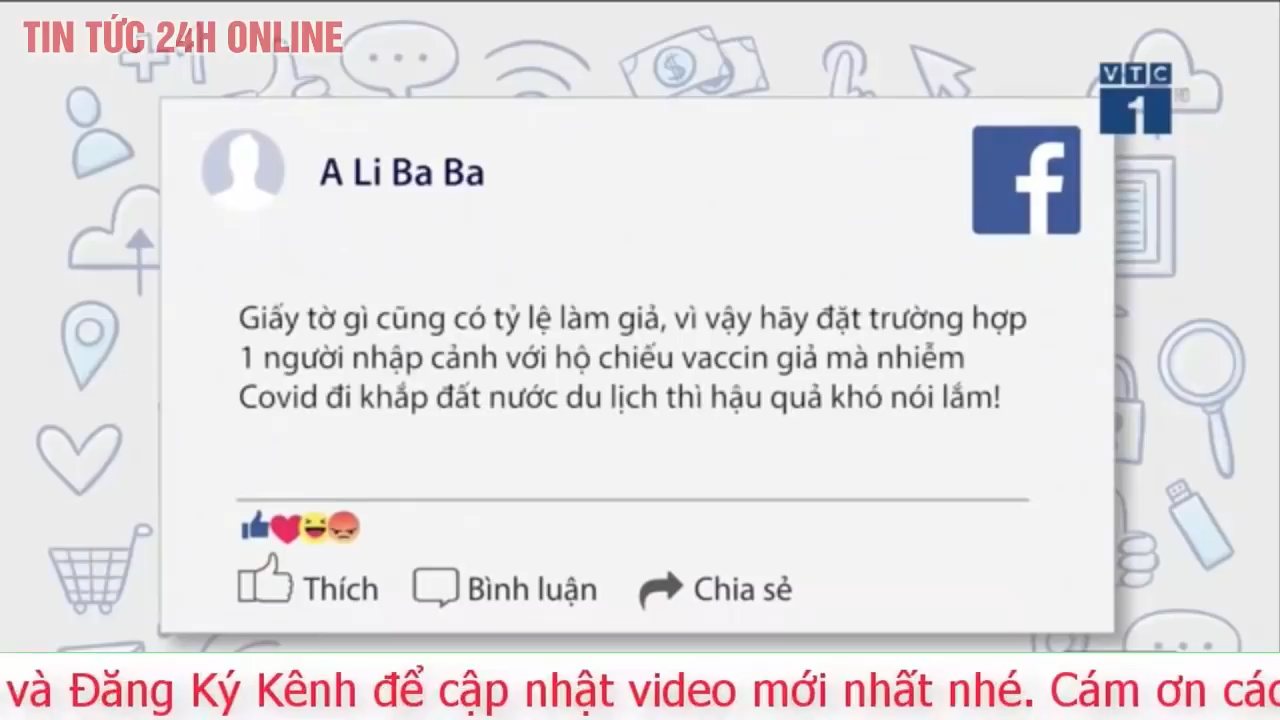 TIN TỨC 24H ONLINE
VTC
1
A Li Ba Ba
f
Giấy tờ gì cũng có tỷ lệ làm giả, vì vậy hãy đặt trường hợp
1 người nhập cảnh với hộ chiếu vaccin giả mà nhiễm
Covid đi khắp đất nước du lịch thì hậu quả khó nói lắm!
Thích Bình luận Chia sẻ
và Đăng Ký Kênh để cập nhật video mới nhất nhé. Cám ơn các